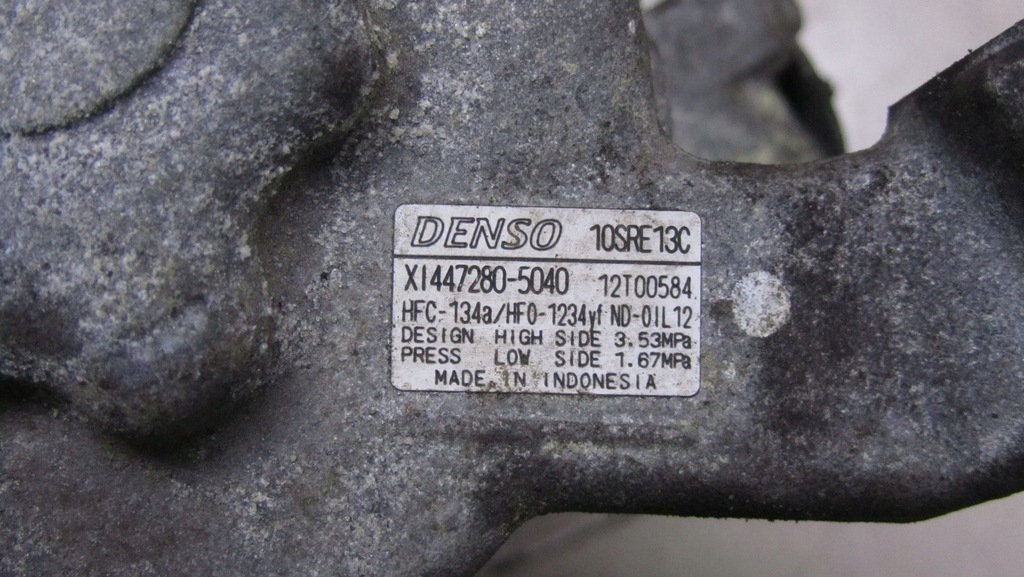 DENSO 10SRE13C
XI447280-5040 12T00584
HFC-134a/HFO-1234yf ND-OIL12
DESIGN HIGH SIDE 3.53MPa
PRESS LOW SIDE 1.67MPa
MADE IN INDONESIA